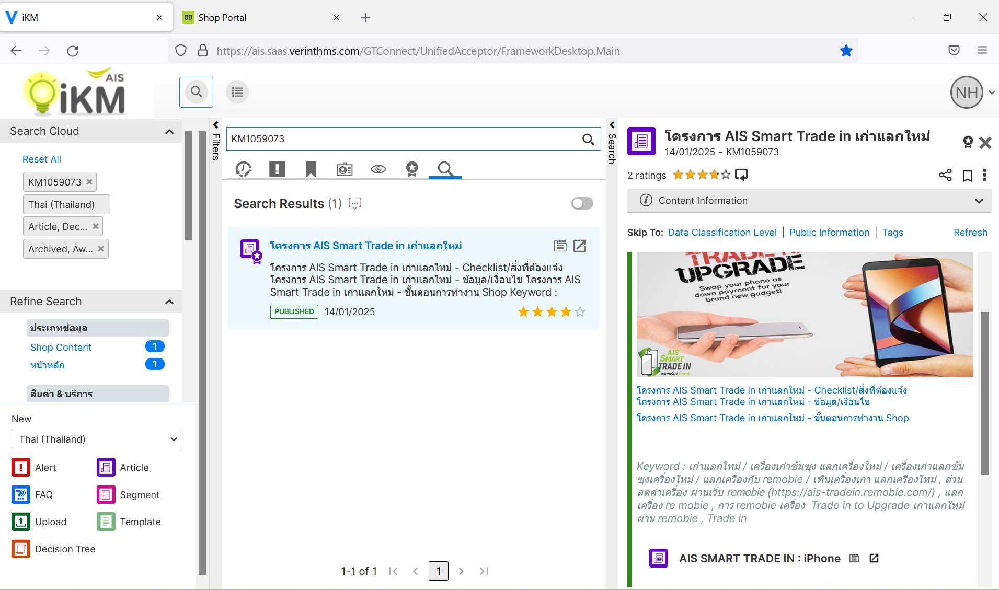 iKM
OD Shop Portal
https://ais.saas.verinthms.com/GTConnect/UnifiedAcceptor/FrameworkDesktop.Main
AIS
iKM
NH
Search Cloud
Reset All
KM1059073
Thai (Thailand)
Article, Dec...
Archived, Aw...
Refine Search
ประเภทข้อมูล
Shop Content 1
หน้าหลัก 1
สินค้า & บริการ
New
Thai (Thailand)
Alert
Article
FAQ
Segment
Upload
Template
Decision Tree
Filters
KM1059073
Search Results (1)
โครงการ AIS Smart Trade in เก่าแลกใหม่
โครงการ AIS Smart Trade in เก่าแลกใหม่ - Checklist/สิ่งที่ต้องแจ้ง
โครงการ AIS Smart Trade in เก่าแลกใหม่ - ข้อมูล/เงื่อนไข โครงการ AIS
Smart Trade in เก่าแลกใหม่ - ขั้นตอนการทำงาน Shop Keyword :
PUBLISHED 14/01/2025
1-1 of 1
1
Search
โครงการ AIS Smart Trade in เก่าแลกใหม่
14/01/2025 - KM1059073
2 ratings
Content Information
Skip To: Data Classification Level | Public Information | Tags Refresh
TRADE TO
UPGRADE
Swap your phone as
down payment for your
brand new gadget!
AIS
SMART
TRADE IN
แลกเครื่อง ราคาดี
โครงการ AIS Smart Trade in เก่าแลกใหม่ - Checklist/สิ่งที่ต้องแจ้ง
โครงการ AIS Smart Trade in เก่าแลกใหม่ - ข้อมูล/เงื่อนไข
โครงการ AIS Smart Trade in เก่าแลกใหม่ - ขั้นตอนการทำงาน Shop
Keyword : เก่าแลกใหม่ / เครื่องเก่าซัมซุง แลกเครื่องใหม่ / เครื่องเก่าแลกซัม
ซุงเครื่องใหม่ / แลกเครื่องกับ remobie / เทินเครื่องเก่า แลกเครื่องใหม่ , ส่วน
ลดค่าเครื่อง ผ่านเว็บ remobie (https://ais-tradein.remobie.com/) , แลก
เครื่อง re mobie , การ remobie เครื่อง Trade in to Upgrade เก่าแลกใหม่
ผ่าน remobie , Trade in
AIS SMART TRADE IN : iPhone